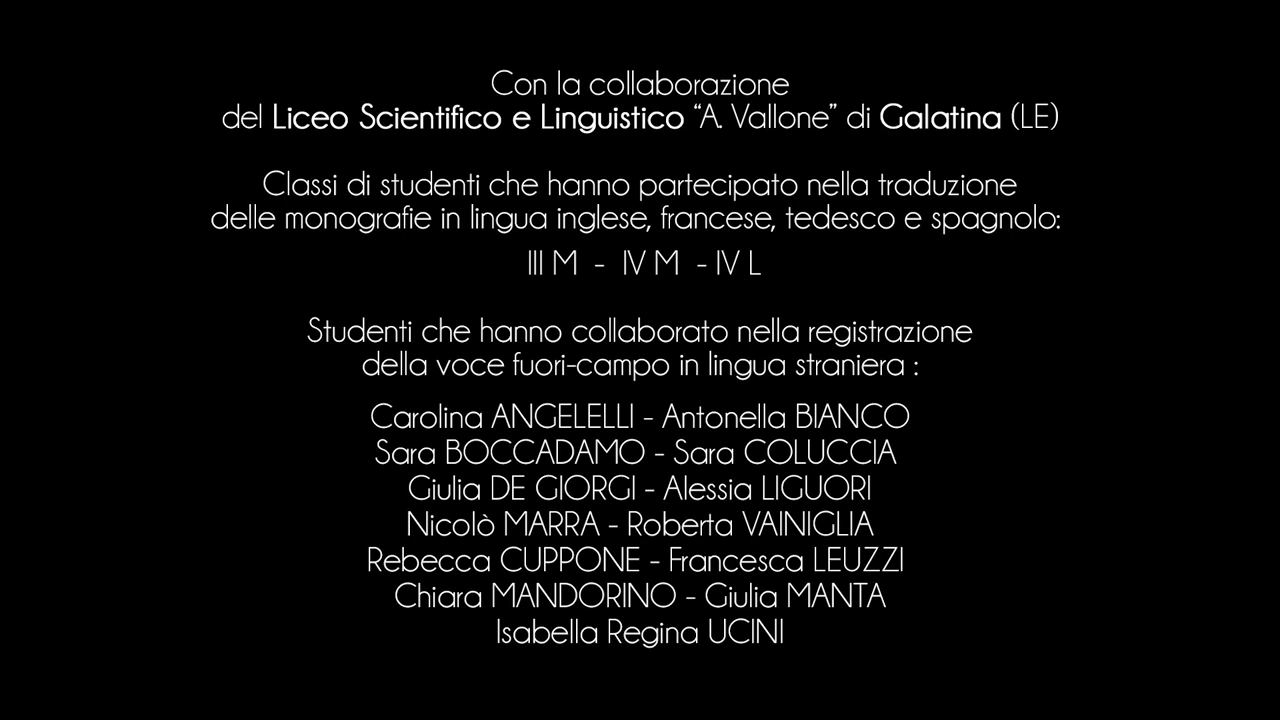 Con la collaborazione
del Liceo Scientifico e Linguistico “A. Vallone” di Galatina (LE)
Classi di studenti che hanno partecipato nella traduzione
delle monografie in lingua inglese, francese, tedesco e spagnolo:
III M - IV M - IV L
Studenti che hanno collaborato nella registrazione
della voce fuori-campo in lingua straniera :
Carolina ANGELELLI - Antonella BIANCO
Sara BOCCADAMO - Sara COLUCCIA
Giulia DE GIORGI - Alessia LIGUORI
Nicolò MARRA - Roberta VAINIGLIA
Rebecca CUPPONE - Francesca LEUZZI
Chiara MANDORINO - Giulia MANTA
Isabella Regina UCINI